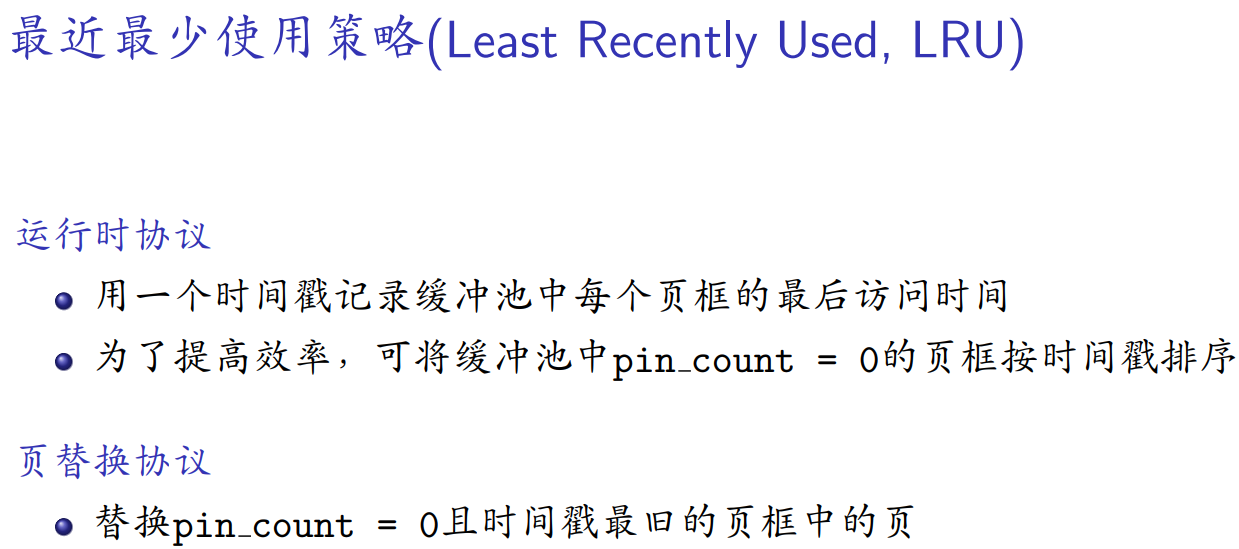 最近最少使用策略(Least Recently Used, LRU)
运行时协议
用一个时间戳记录缓冲池中每个页框的最后访问时间
为了提高效率，可将缓冲池中pin_count = 0的页框按时间戳排序
页替换协议
替换pin_count = 0且时间戳最旧的页框中的页